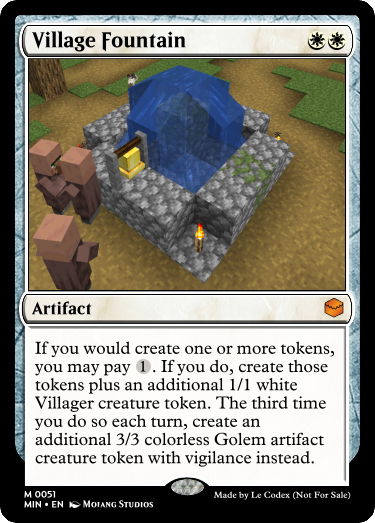 Village Fountain
Artifact
If you would create one or more tokens,
you may pay 1. If you do, create those
tokens plus an additional 1/1 white
Villager creature token. The third time
you do so each turn, create an
additional 3/3 colorless Golem artifact
creature token with vigilance instead.
M 0051
MIN • EN Mojang Studios
Made by Le Codex (Not For Sale)